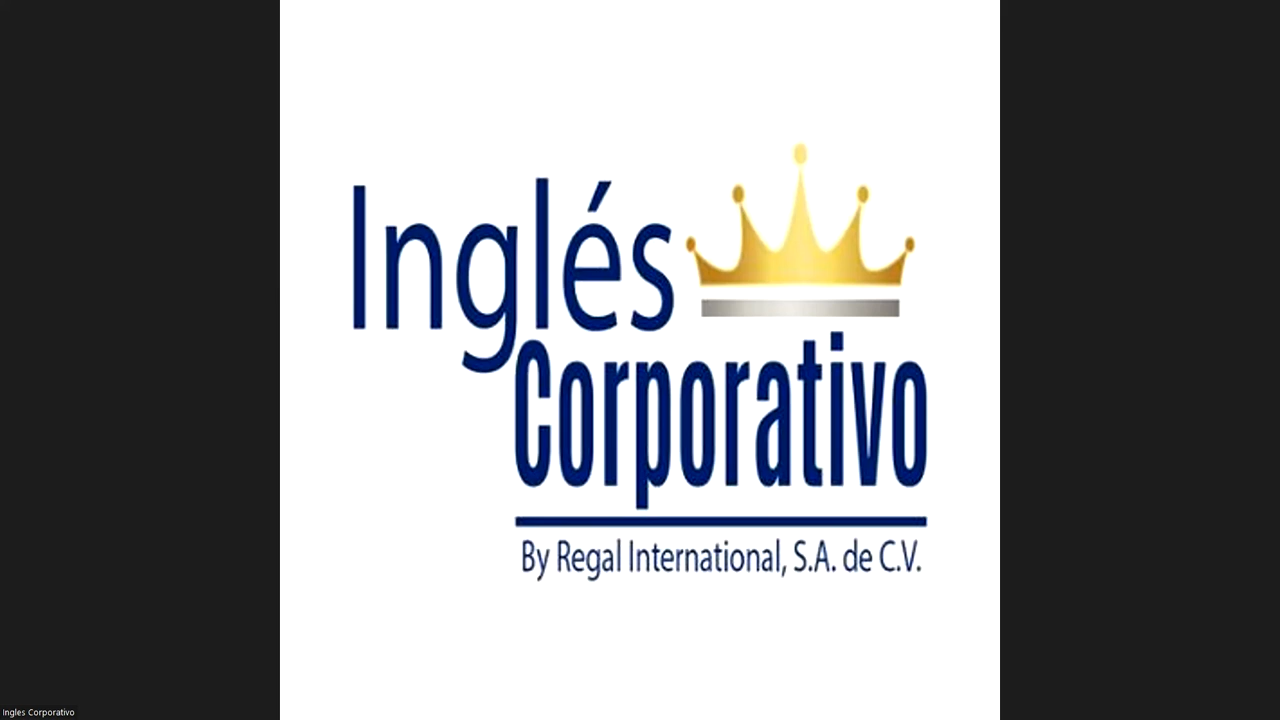 Inglés
Corporativo
By Regal International, S.A. de C.V.
Ingles Corporativo